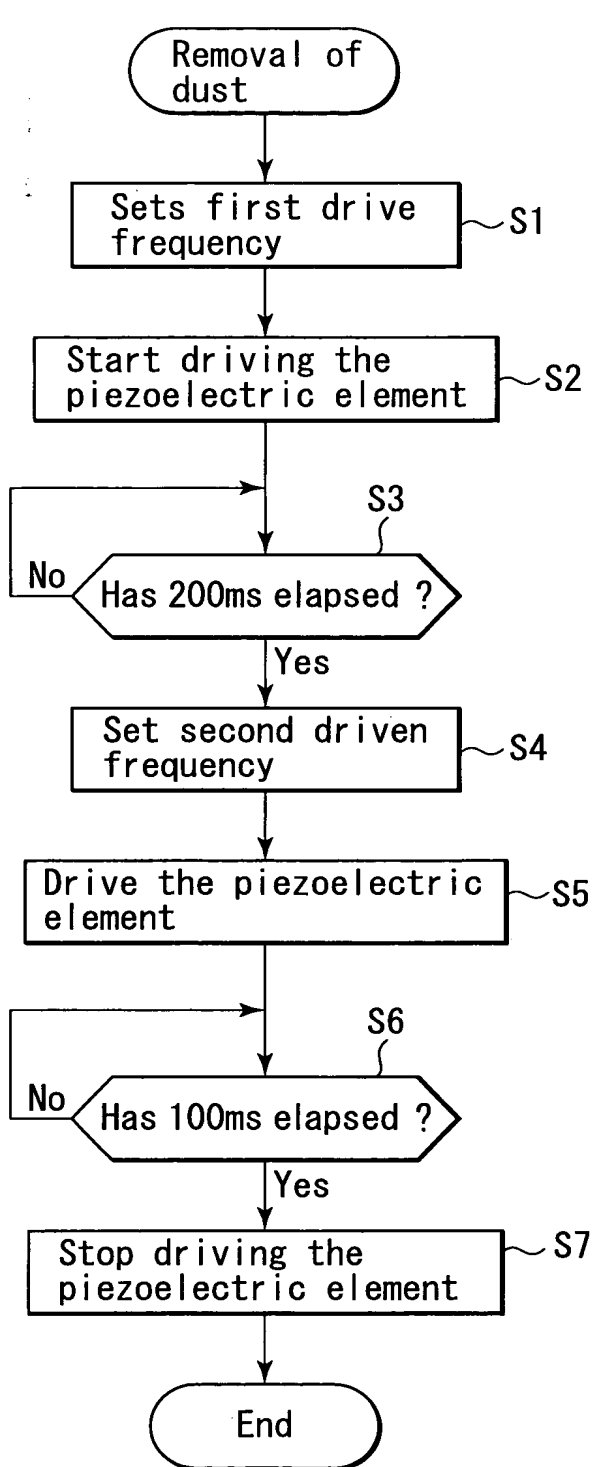 Removal of
dust
Sets first drive
frequency
S1
Start driving the
piezoelectric element
S2
S3
No
Has 200ms elapsed ?
Yes
Set second driven
frequency
S4
Drive the piezoelectric
element
S5
S6
No
Has 100ms elapsed ?
Yes
Stop driving the
piezoelectric element
S7
End